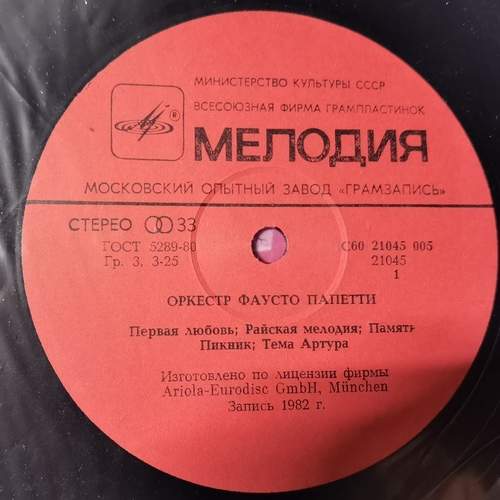 МИНИСТЕРСТВО КУЛЬТУРЫ СССР
ВСЕСОЮЗНАЯ ФИРМА ГРАМПЛАСТИНОК
® МЕЛОДИЯ
МОСКОВСКИЙ ОПЫТНЫЙ ЗАВОД «ГРАМЗАПИСЬ»
СТЕРЕО 33
ГОСТ 5289-80 С60 21045 005
Гр. 3, 3-25 21045
1
ОРКЕСТР ФАУСТО ПАПЕТТИ
Первая любовь; Райская мелодия; Память
Пикник; Тема Артура
Изготовлено по лицензии фирмы
Ariola-Eurodisc GmbH, München
Запись 1982 г.